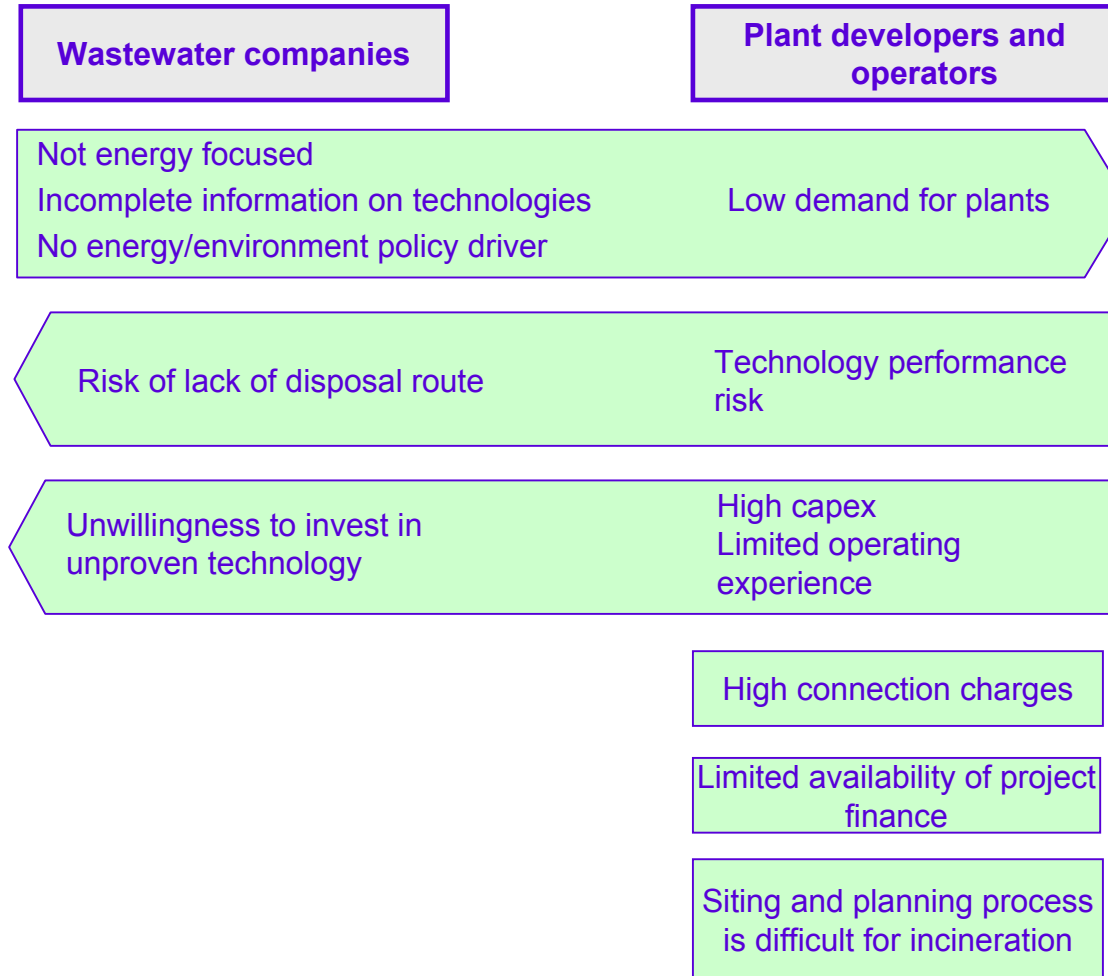 Wastewater companies
Plant developers and
operators
Not energy focused
Incomplete information on technologies
No energy/environment policy driver
Low demand for plants
Risk of lack of disposal route
Technology performance
risk
Unwillingness to invest in
unproven technology
High capex
Limited operating
experience
High connection charges
Limited availability of project
finance
Siting and planning process
is difficult for incineration